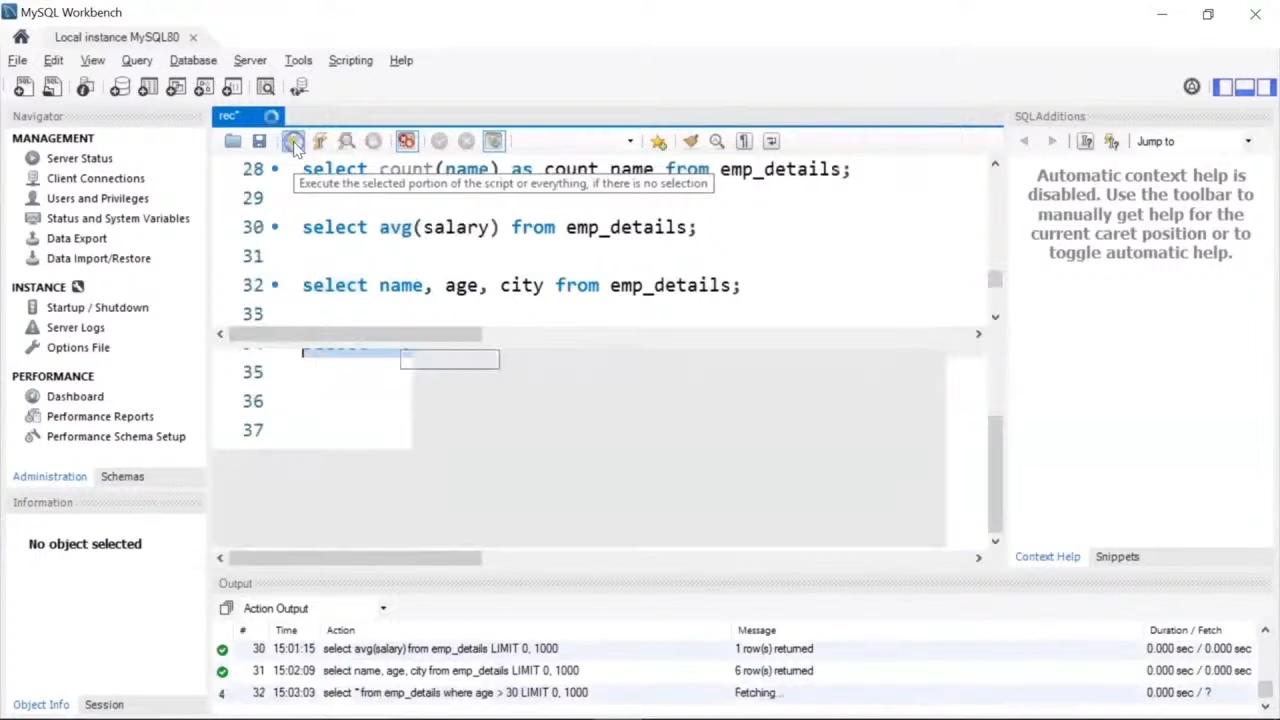 MySQL Workbench
Local instance MySQL80
File Edit View Query Database Server Tools Scripting Help
Navigator
MANAGEMENT
Server Status
Client Connections
Users and Privileges
Status and System Variables
Data Export
Data Import/Restore
INSTANCE
Startup / Shutdown
Server Logs
Options File
PERFORMANCE
Dashboard
Performance Reports
Performance Schema Setup
Administration Schemas
Information
No object selected
Object Info Session
rec*
28 select count(name) as count_name from emp_details;
Execute the selected portion of the script or everything, if there is no selection
29
30 select avg(salary) from emp_details;
31
32 select name, age, city from emp_details;
33
35
36
37
Output
Action Output
# Time Action Message Duration / Fetch
30 15:01:15 select avg(salary) from emp_details LIMIT 0, 1000 1 row(s) returned 0.000 sec / 0.000 sec
31 15:02:09 select name, age, city from emp_details LIMIT 0, 1000 6 row(s) returned 0.000 sec / 0.000 sec
4 32 15:03:03 select * from emp_details where age > 30 LIMIT 0, 1000 Fetching... 0.000 sec / ?
SQLAdditions
Jump to
Automatic context help is
disabled. Use the toolbar to
manually get help for the
current caret position or to
toggle automatic help.
Context Help Snippets